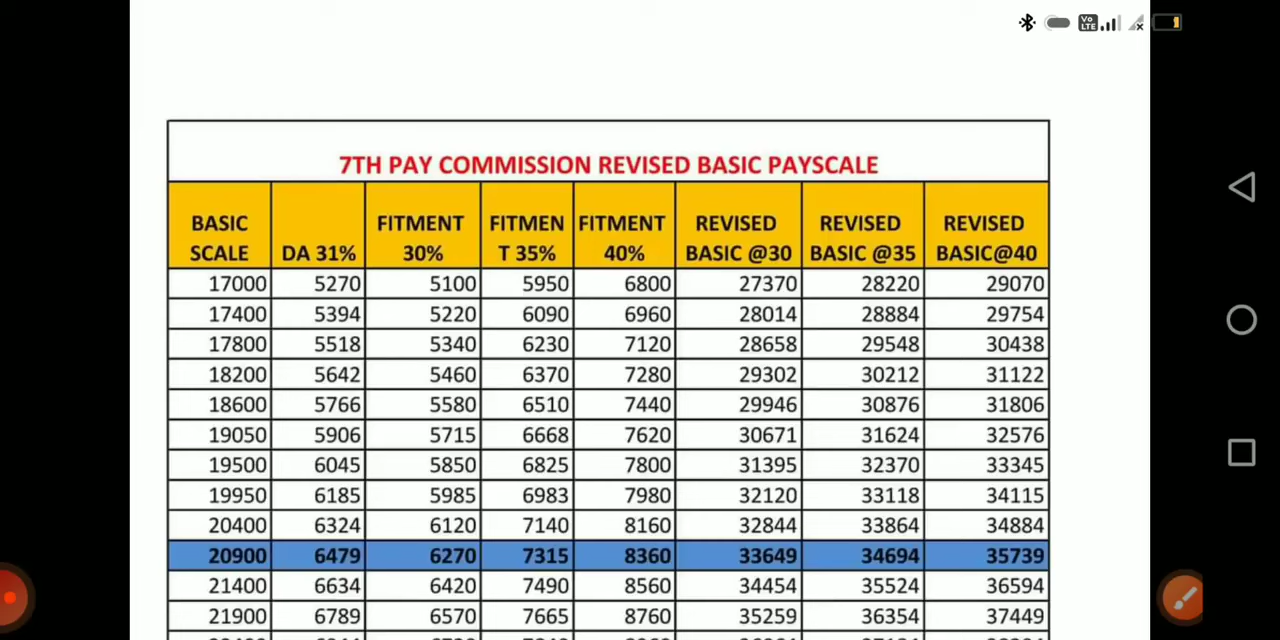 Vo LTE
7TH PAY COMMISSION REVISED BASIC PAYSCALE
BASIC SCALE DA 31% FITMENT 30% FITMEN T 35% FITMENT 40% REVISED BASIC @30 REVISED BASIC @35 REVISED BASIC@40
17000 5270 5100 5950 6800 27370 28220 29070
17400 5394 5220 6090 6960 28014 28884 29754
17800 5518 5340 6230 7120 28658 29548 30438
18200 5642 5460 6370 7280 29302 30212 31122
18600 5766 5580 6510 7440 29946 30876 31806
19050 5906 5715 6668 7620 30671 31624 32576
19500 6045 5850 6825 7800 31395 32370 33345
19950 6185 5985 6983 7980 32120 33118 34115
20400 6324 6120 7140 8160 32844 33864 34884
20900 6479 6270 7315 8360 33649 34694 35739
21400 6634 6420 7490 8560 34454 35524 36594
21900 6789 6570 7665 8760 35259 36354 37449